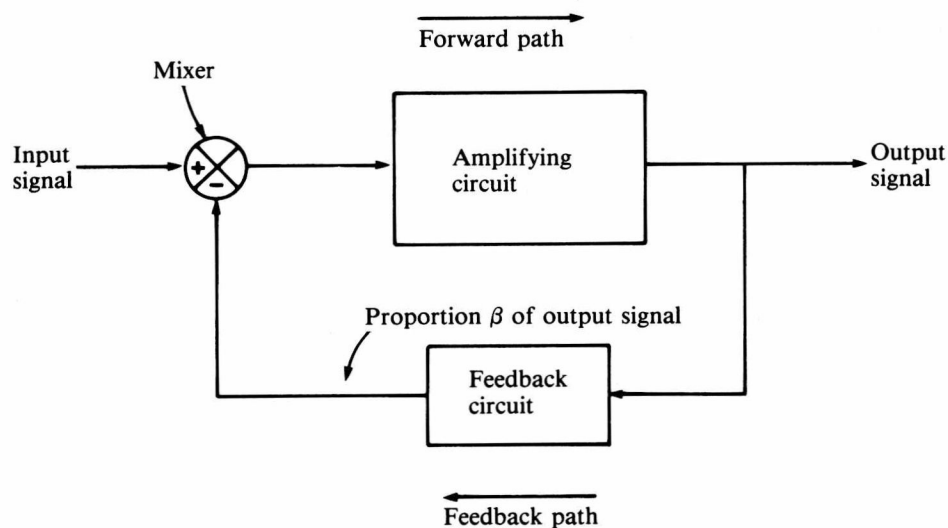 Forward path
Mixer
Input
signal
+
−
Amplifying
circuit
Output
signal
Proportion β of output signal
Feedback
circuit
Feedback path